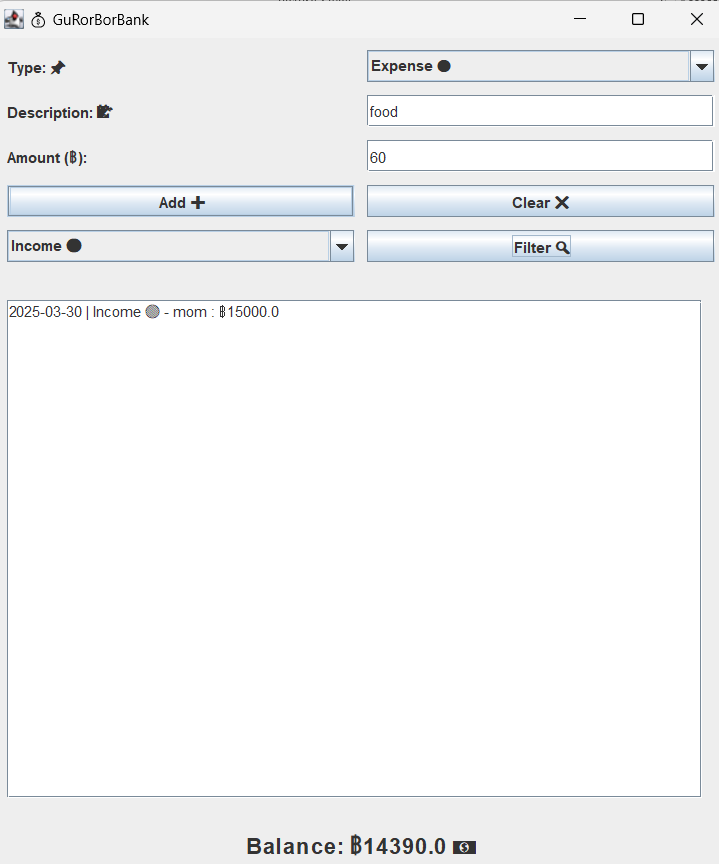 GuRorBorBank
Type: 📌 Expense ⚫
Description: 📝 food
Amount (฿): 60
Add ➕ Clear ❌
Income ⚫ Filter 🔍
2025-03-30 | Income 🟢 - mom : ฿15000.0
Balance: ฿14390.0 💵